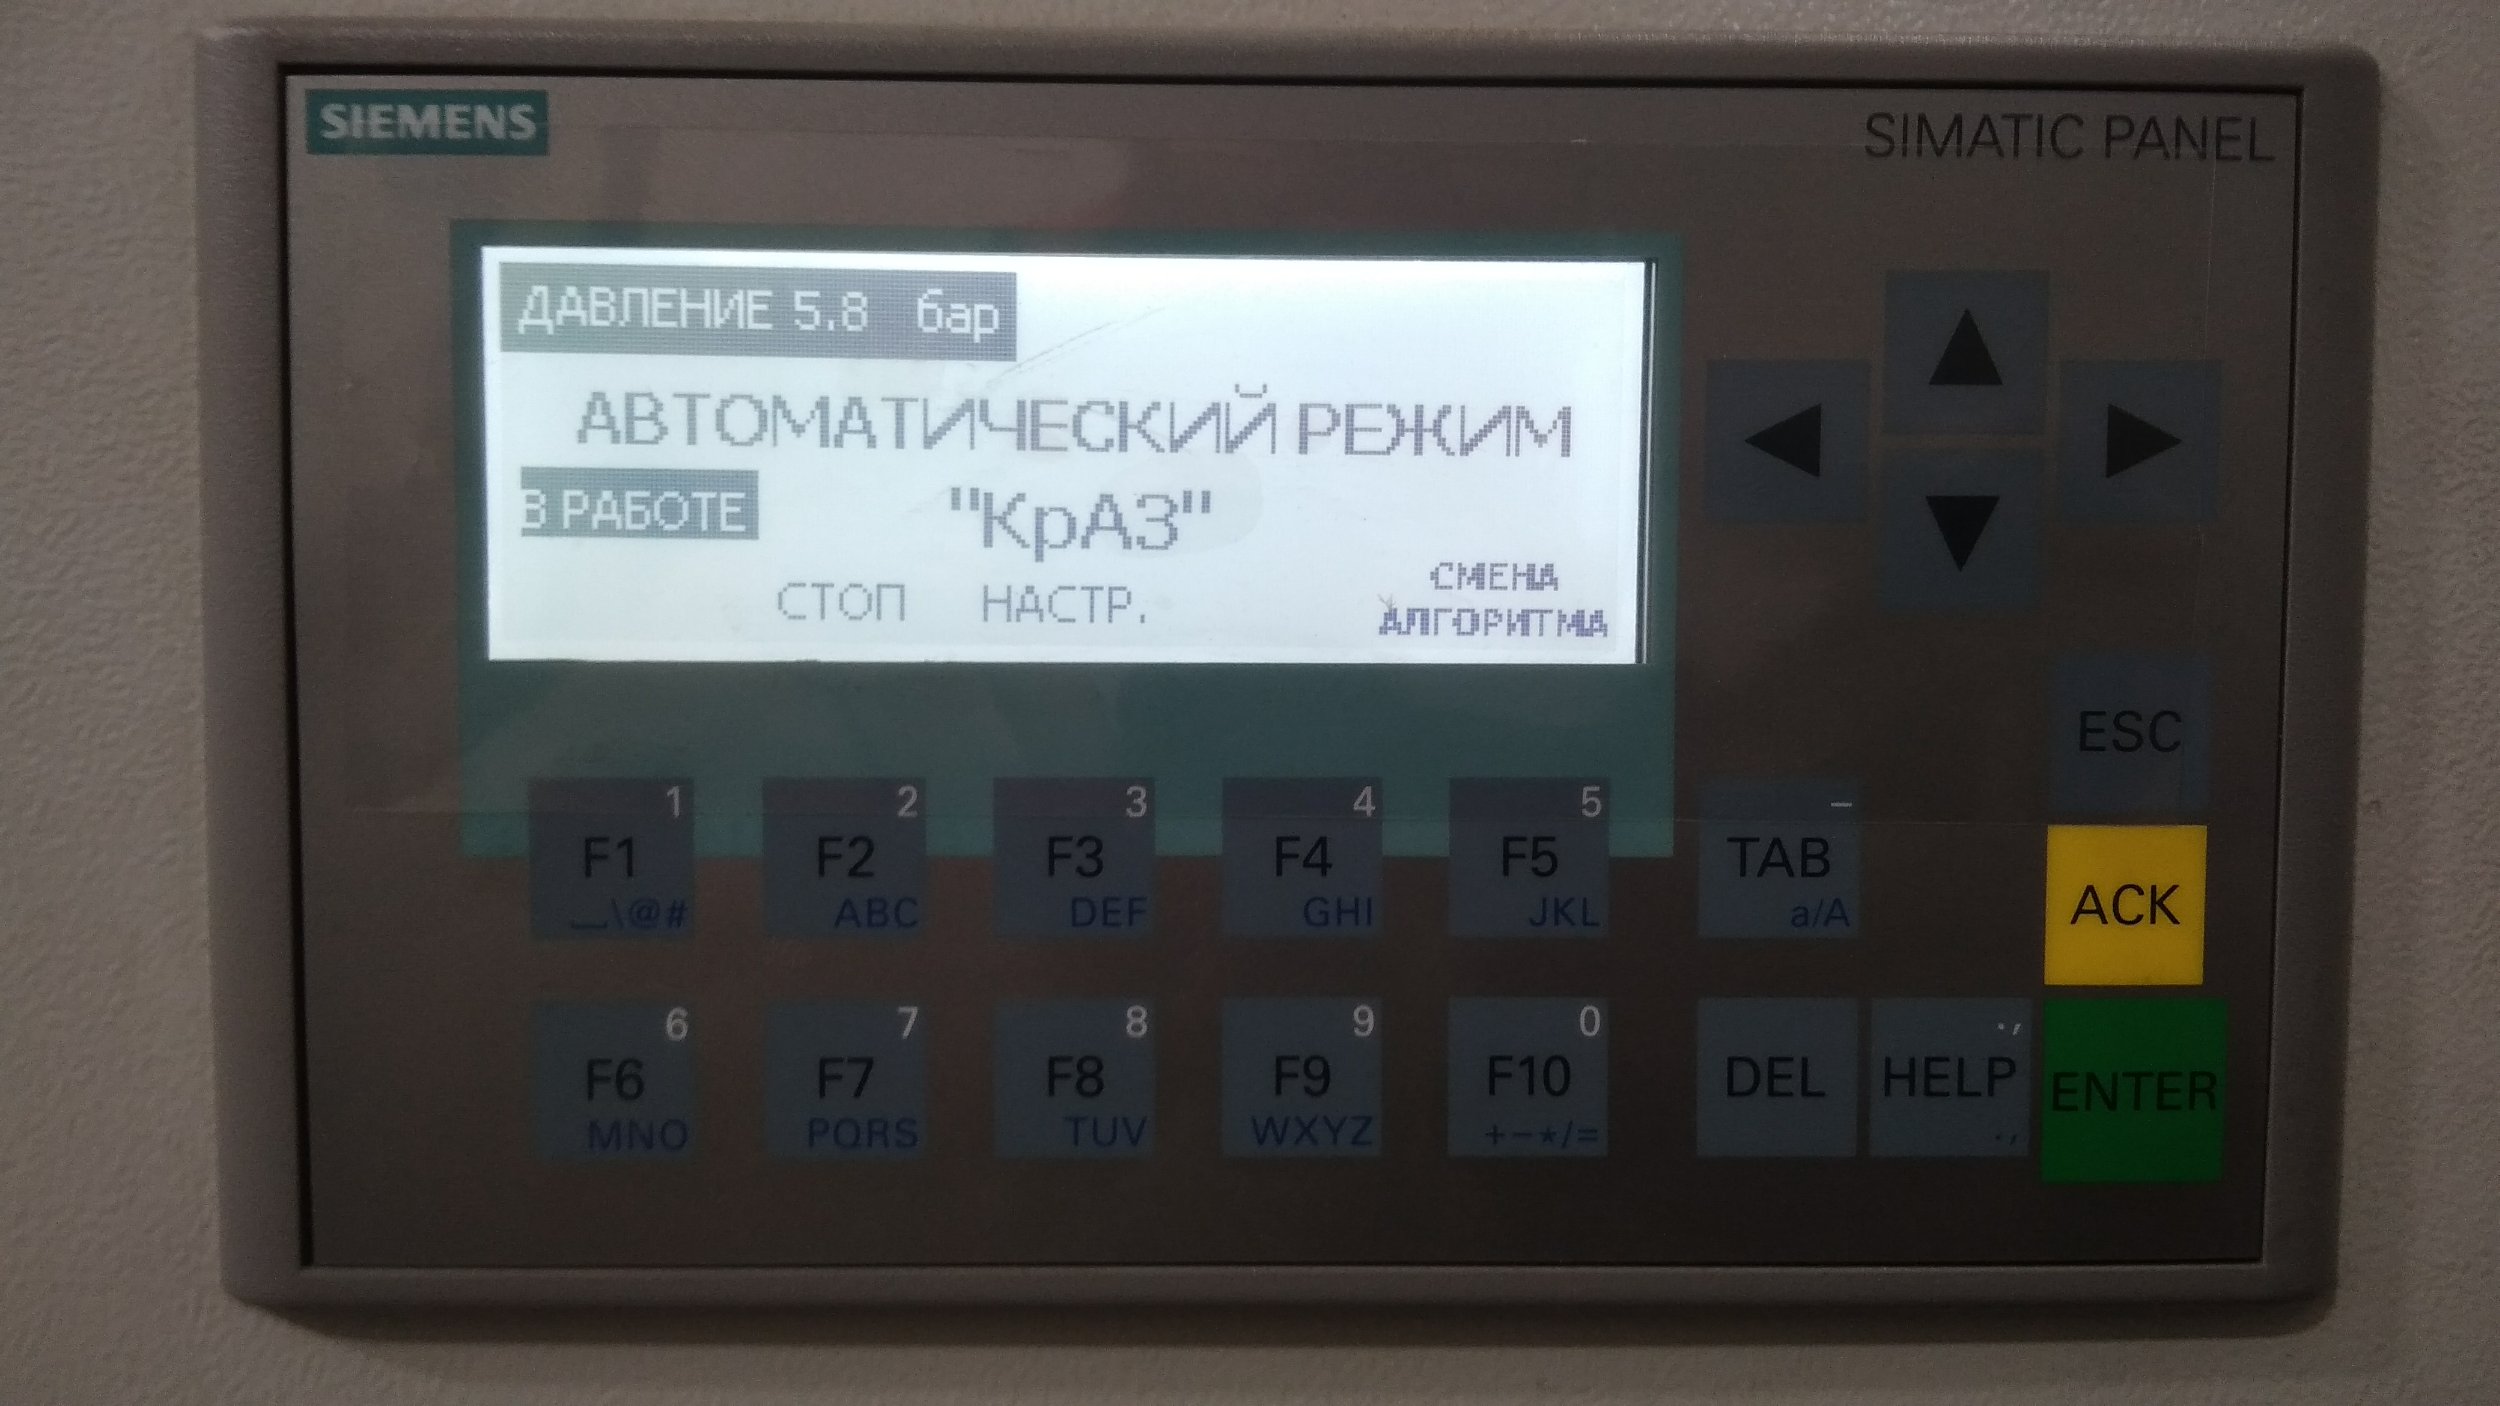 SIEMENS
SIMATIC PANEL
ДАВЛЕНИЕ 5.8 бар
АВТОМАТИЧЕСКИЙ РЕЖИМ
В РАБОТЕ "КрАЗ"
СТОП НАСТР. СМЕНА
АЛГОРИТМА
ESC
1 2 3 4 5 –
F1 F2 F3 F4 F5 TAB
_\@# ABC DEF GHI JKL a/A
ACK
6 7 8 9 0 .,
F6 F7 F8 F9 F10 DEL HELP ENTER
MNO PQRS TUV WXYZ +−*/= .,